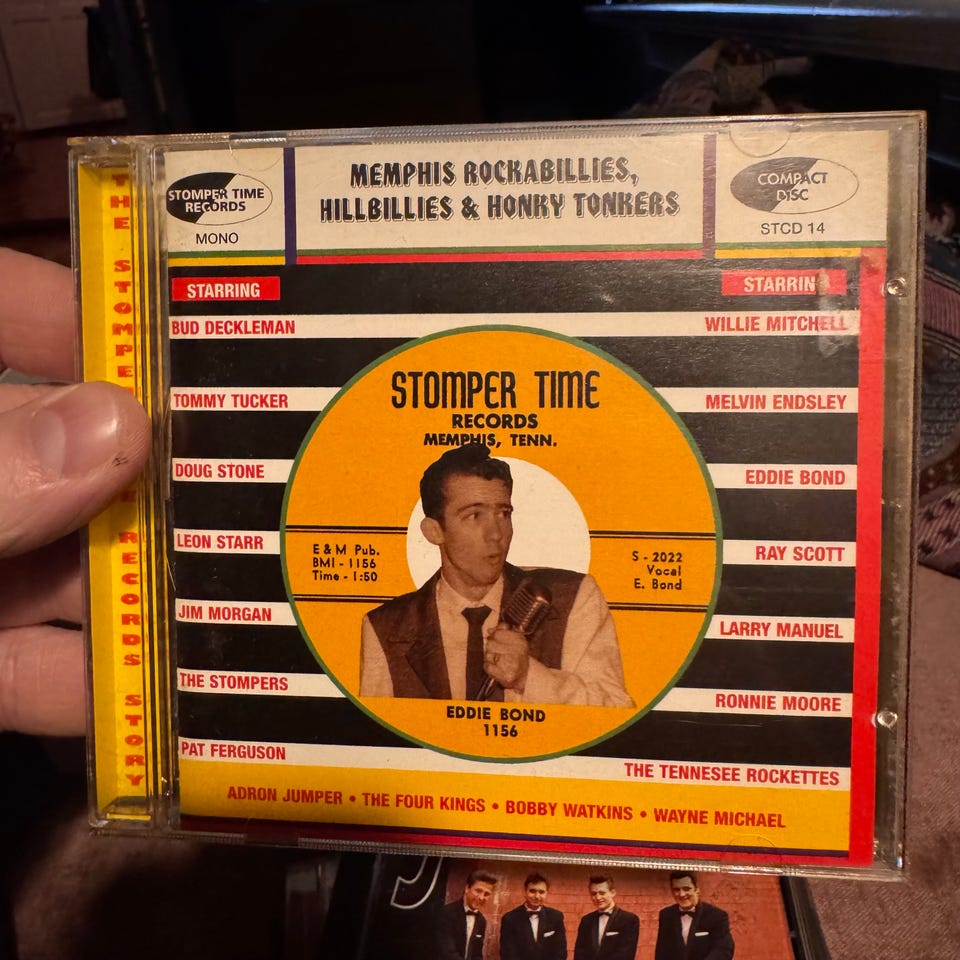 STOMPER TIME
RECORDS
MONO
MEMPHIS ROCKABILLIES,
HILLBILLIES & HONKY TONKERS
COMPACT
DISC
STCD 14
STARRING
STARRING
BUD DECKLEMAN
WILLIE MITCHELL
TOMMY TUCKER
MELVIN ENDSLEY
DOUG STONE
EDDIE BOND
LEON STARR
RAY SCOTT
JIM MORGAN
LARRY MANUEL
THE STOMPERS
RONNIE MOORE
PAT FERGUSON
THE TENNESEE ROCKETTES
STOMPER TIME
RECORDS
MEMPHIS, TENN.
E & M Pub.
BMI - 1156
Time - 1:50
S - 2022
Vocal
E. Bond
EDDIE BOND
1156
ADRON JUMPER • THE FOUR KINGS • BOBBY WATKINS • WAYNE MICHAEL
THE STOMPE RECORDS STORY